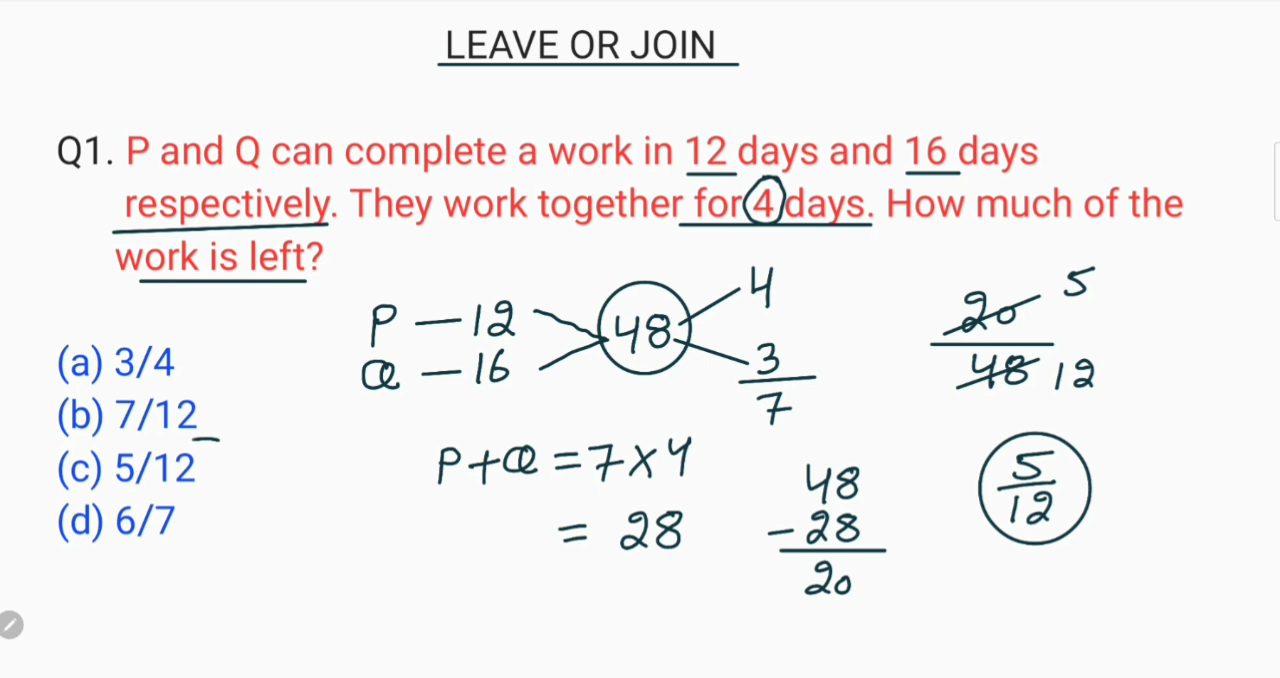 LEAVE OR JOIN
Q1. P and Q can complete a work in 12 days and 16 days
respectively. They work together for 4 days. How much of the
work is left?
(a) 3/4
(b) 7/12
(c) 5/12
(d) 6/7
P — 12
Q — 16
48
4
3
7
P+Q = 7 × 4
= 28
48
- 28
20
20 5
48 12
5
12